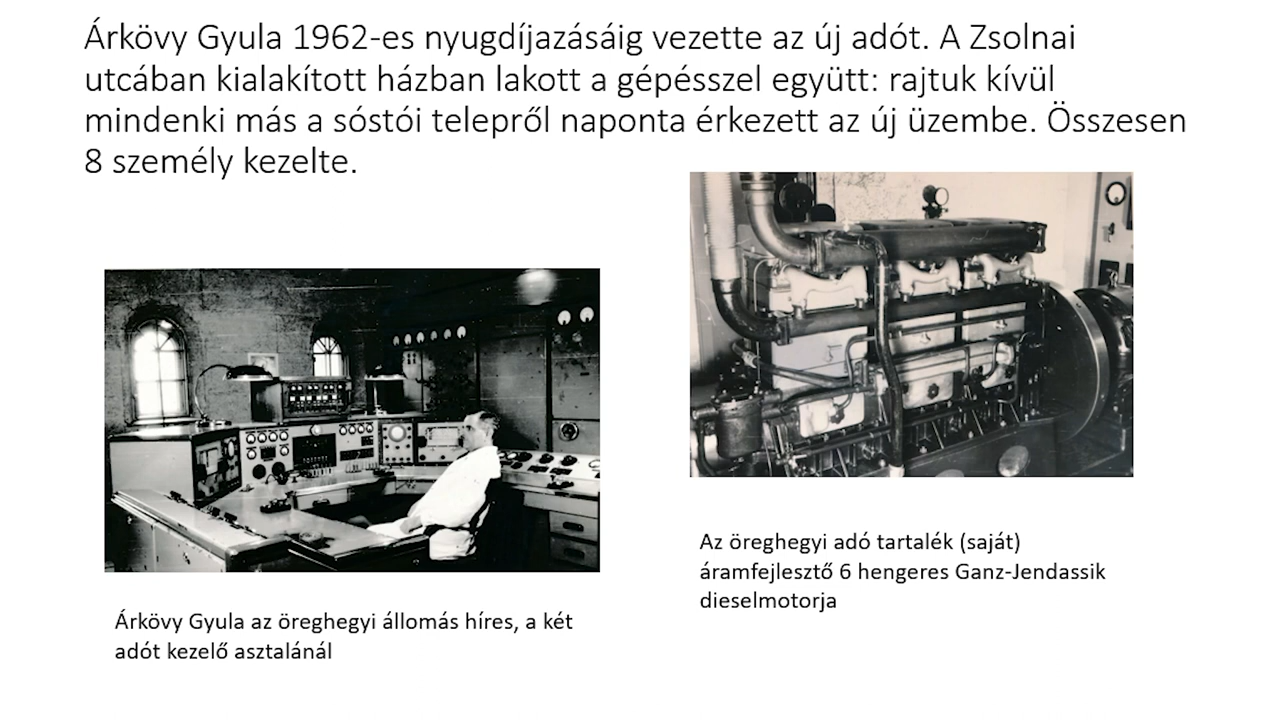 Árkövy Gyula 1962-es nyugdíjazásáig vezette az új adót. A Zsolnai
utcában kialakított házban lakott a gépésszel együtt: rajtuk kívül
mindenki más a sóstói telepről naponta érkezett az új üzembe. Összesen
8 személy kezelte.
Az öreghegyi adó tartalék (saját)
áramfejlesztő 6 hengeres Ganz-Jendassik
dieselmotorja
Árkövy Gyula az öreghegyi állomás híres, a két
adót kezelő asztalánál